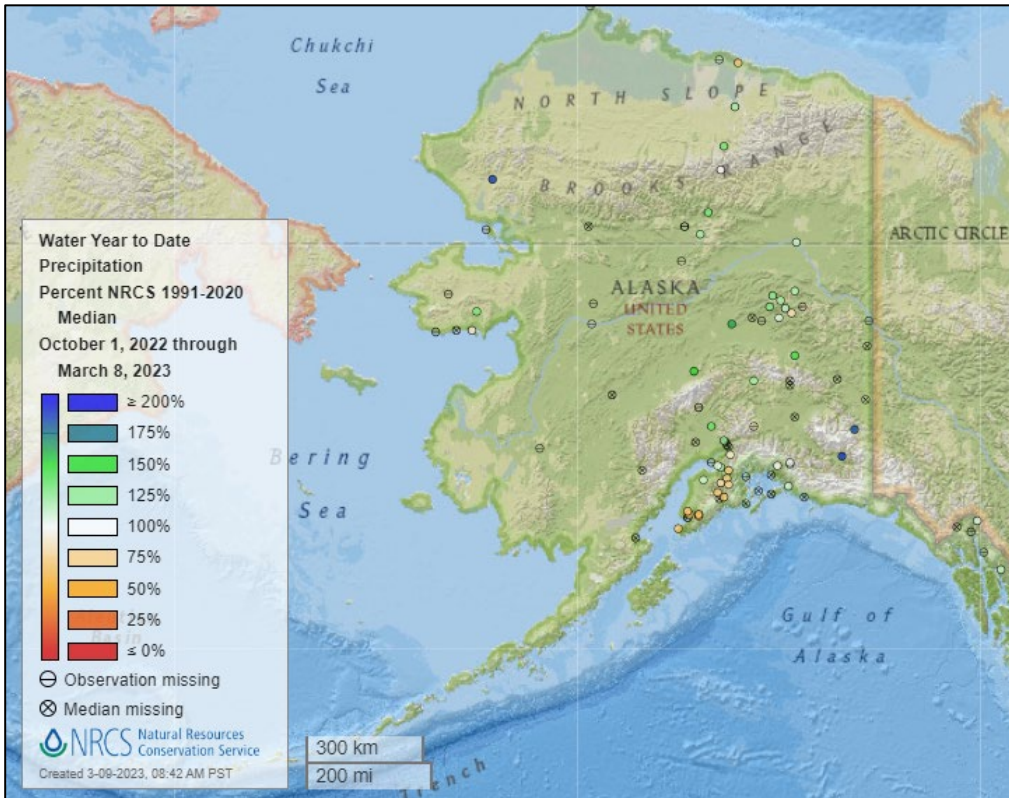 Chukchi
Sea
NORTH SLOPE
BROOKS RANGE
ARCTIC CIRCLE
ALASKA
UNITED
STATES
Water Year to Date
Precipitation
Percent NRCS 1991-2020
Median
October 1, 2022 through
March 8, 2023
≥ 200%
175%
150%
125%
100%
75%
50%
25%
≤ 0%
Observation missing
Median missing
NRCS Natural Resources
Conservation Service
Created 3-09-2023, 08:42 AM PST
Bering
Sea
Gulf of
Alaska
Basin
300 km
200 mi
Trench